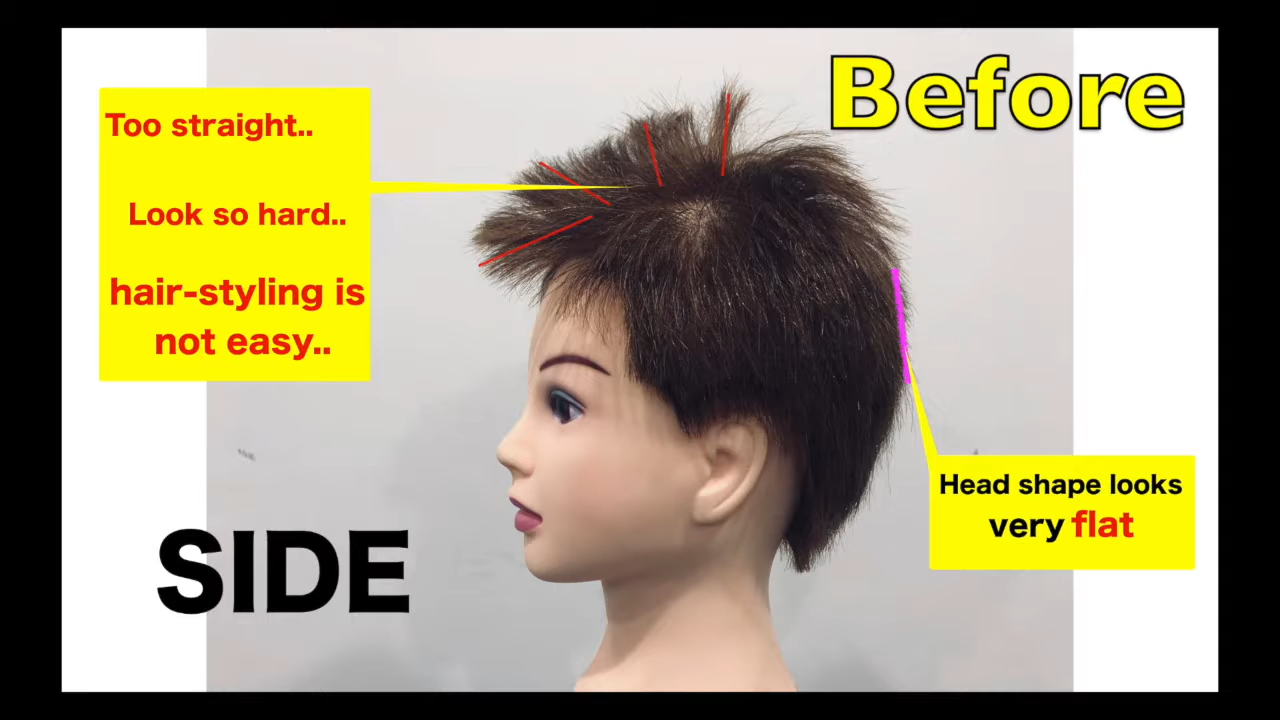 Before
Too straight..
Look so hard..
hair-styling is
not easy..
Head shape looks
very flat
SIDE